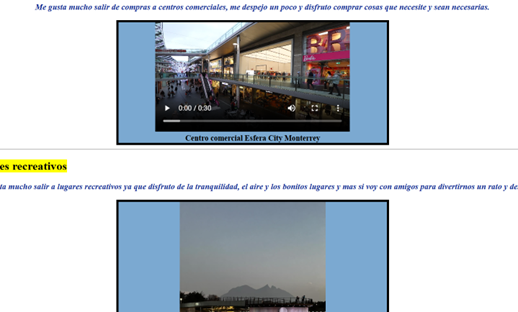 Me gusta mucho salir de compras a centros comerciales, me despejo un poco y disfruto comprar cosas que necesite y sean necesarias.
0:00 / 0:30
Centro comercial Esfera City Monterrey
es recreativos
ta mucho salir a lugares recreativos ya que disfruto de la tranquilidad, el aire y los bonitos lugares y mas si voy con amigos para divertirnos un rato y de